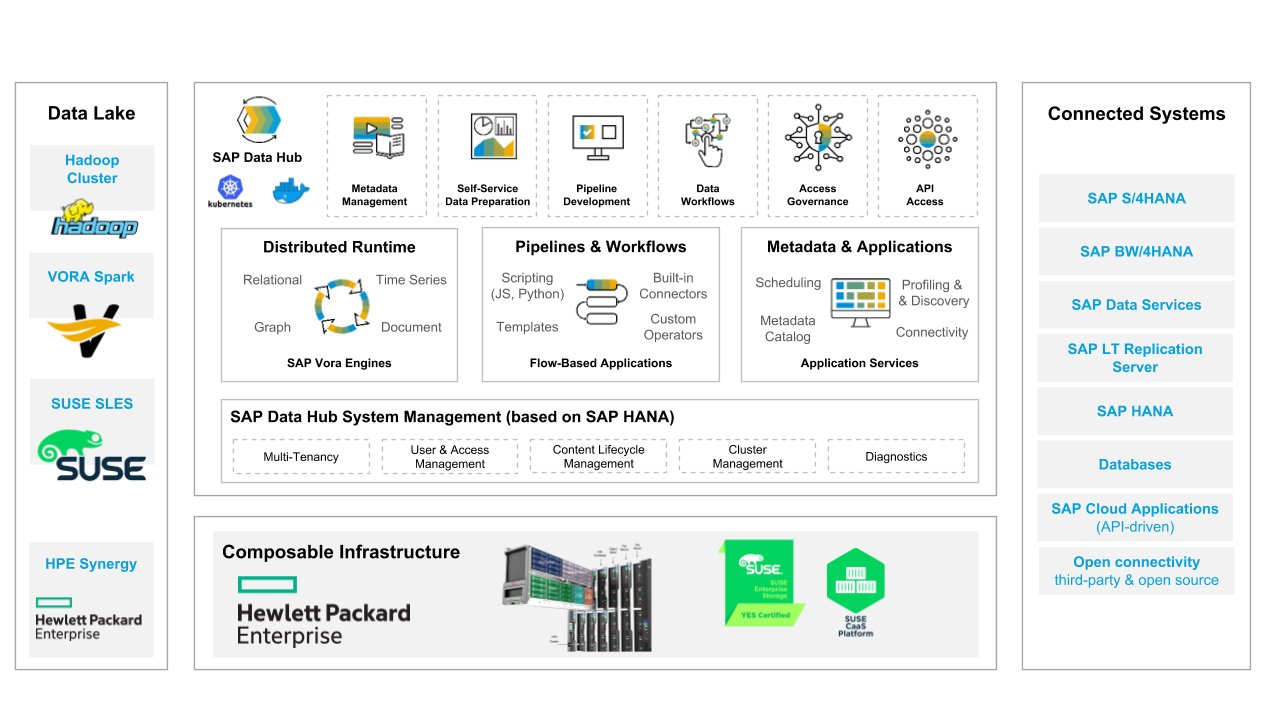 Data Lake
Hadoop
Cluster
hadoop
VORA Spark
SUSE SLES
SUSE
HPE Synergy
Hewlett Packard
Enterprise
SAP Data Hub
kubernetes
docker
Metadata
Management
Self-Service
Data Preparation
Pipeline
Development
Data
Workflows
Access
Governance
API
Access
Distributed Runtime
Relational
Time Series
Graph
Document
SAP Vora Engines
Pipelines & Workflows
Scripting
(JS, Python)
Built-in
Connectors
Templates
Custom
Operators
Flow-Based Applications
Metadata & Applications
Scheduling
Profiling &
& Discovery
Metadata
Catalog
Connectivity
Application Services
SAP Data Hub System Management (based on SAP HANA)
Multi-Tenancy
User & Access
Management
Content Lifecycle
Management
Cluster
Management
Diagnostics
Composable Infrastructure
Hewlett Packard
Enterprise
SUSE
SUSE
Enterprise
Storage
YES Certified
SUSE
CaaS
Platform
Connected Systems
SAP S/4HANA
SAP BW/4HANA
SAP Data Services
SAP LT Replication
Server
SAP HANA
Databases
SAP Cloud Applications
(API-driven)
Open connectivity
third-party & open source